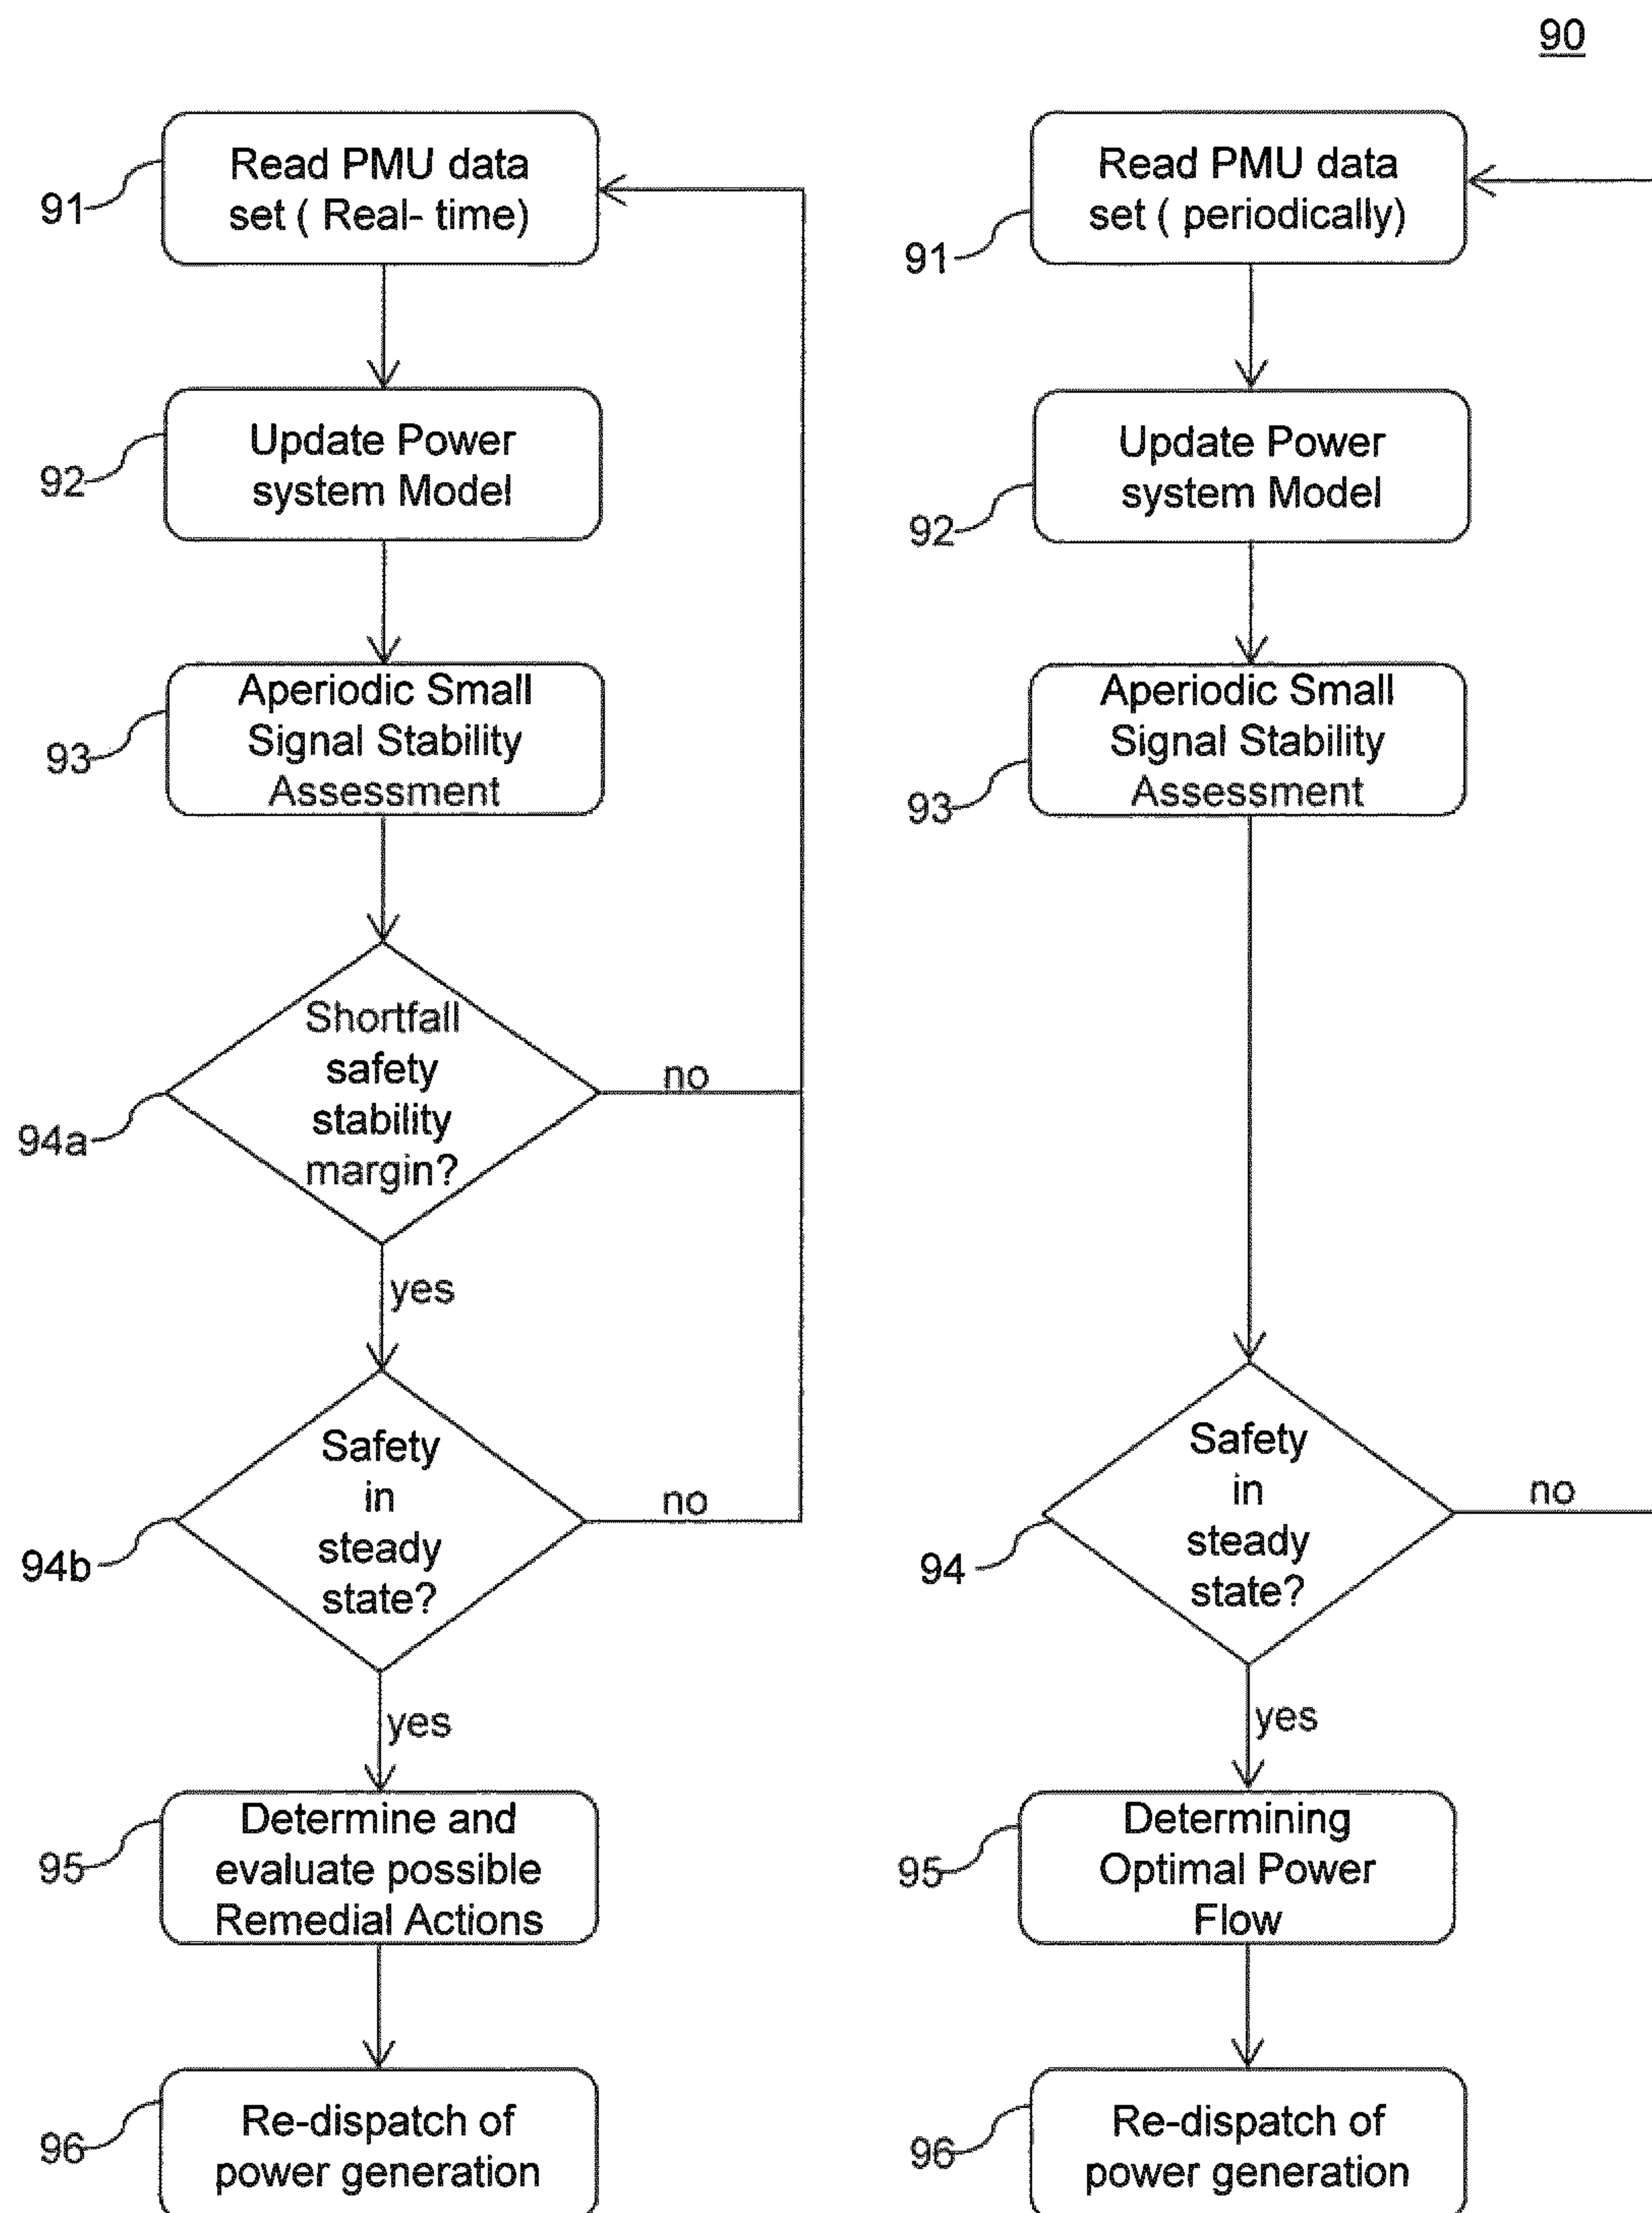 90
91
Read PMU data
set ( Real- time)
92
Update Power
system Model
93
Aperiodic Small
Signal Stability
Assessment
94a
Shortfall
safety
stability
margin?
no
yes
94b
Safety
in
steady
state?
no
yes
95
Determine and
evaluate possible
Remedial Actions
96
Re-dispatch of
power generation
91
Read PMU data
set ( periodically)
92
Update Power
system Model
93
Aperiodic Small
Signal Stability
Assessment
94
Safety
in
steady
state?
no
yes
95
Determining
Optimal Power
Flow
96
Re-dispatch of
power generation